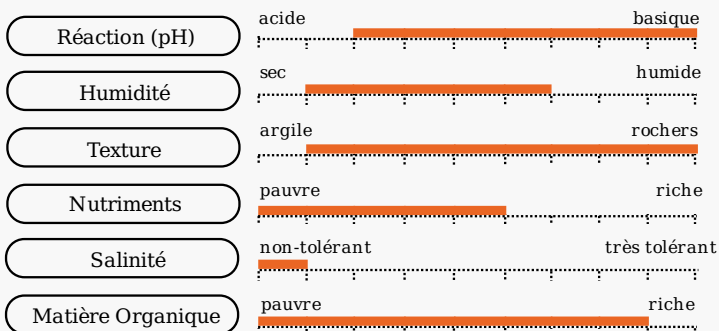 acide basique
Réaction (pH)
sec humide
Humidité
argile rochers
Texture
pauvre riche
Nutriments
non-tolérant très tolérant
Salinité
pauvre riche
Matière Organique